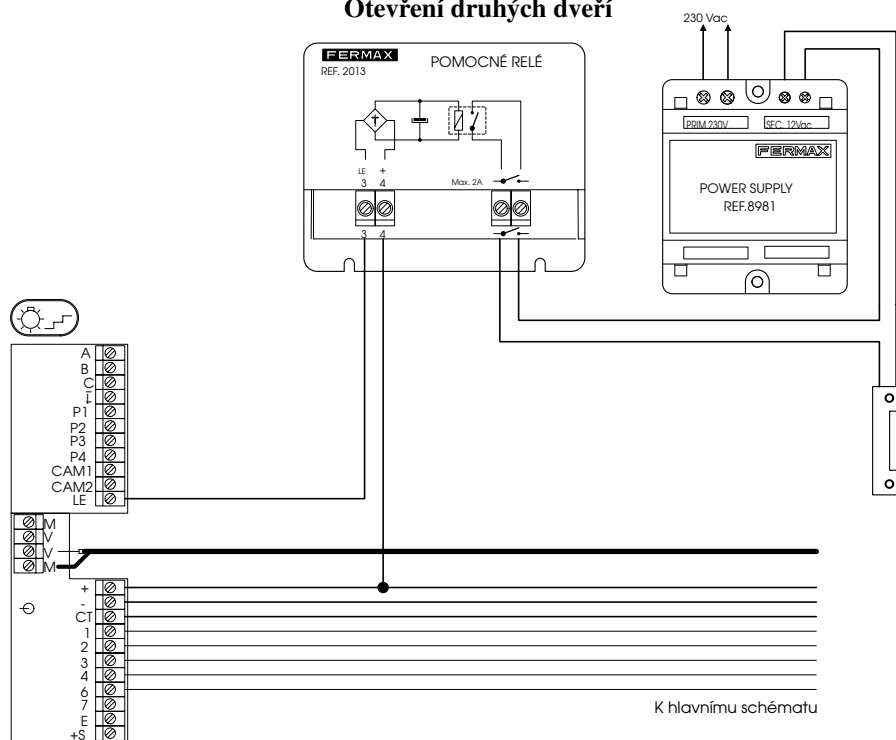 Otevření druhých dveří
230 Vac
FERMAX
REF. 2013
POMOCNÉ RELÉ
LE +
3 4
Max. 2A
3 4
PRIM 230V SEC. 12Vac
FERMAX
POWER SUPPLY
REF.8981
A
B
C
Ī
P1
P2
P3
P4
CAM1
CAM2
LE
M
V
V
M
+
-
CT
1
2
3
4
6
7
E
+S
K hlavnímu schématu